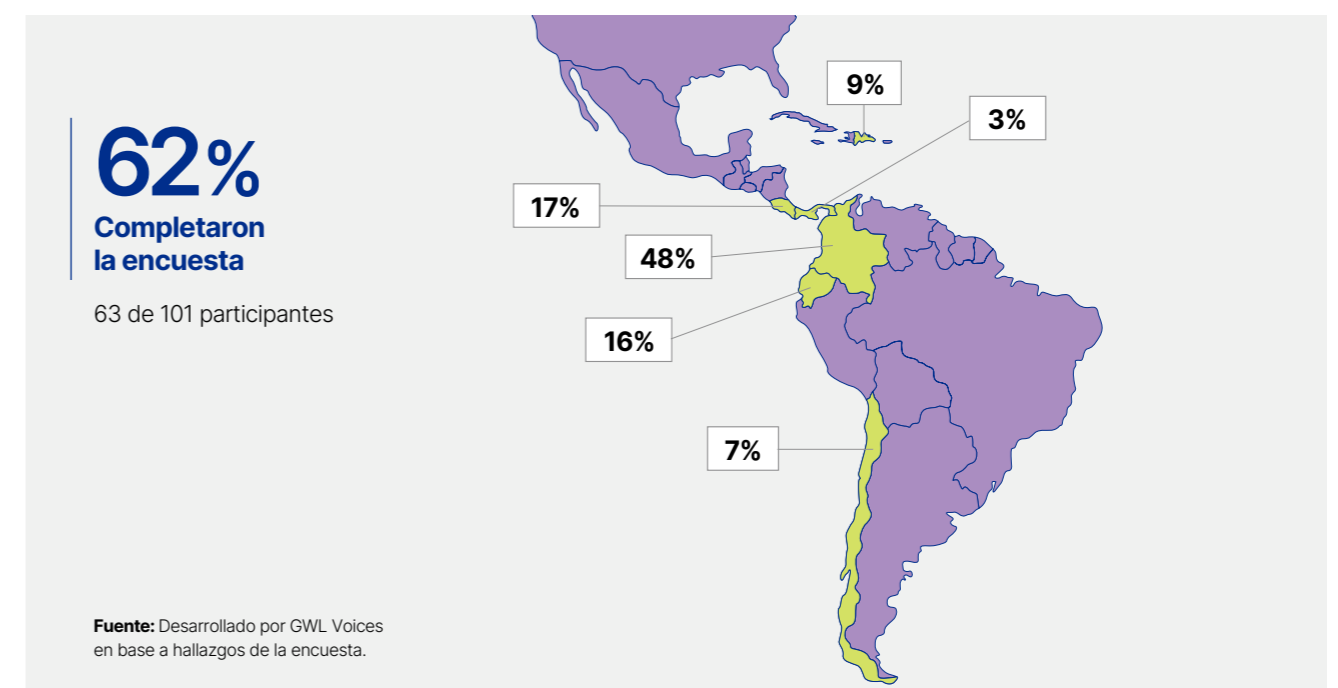 62%
Completaron
la encuesta
63 de 101 participantes
9%
3%
17%
48%
16%
7%
Fuente: Desarrollado por GWL Voices
en base a hallazgos de la encuesta.